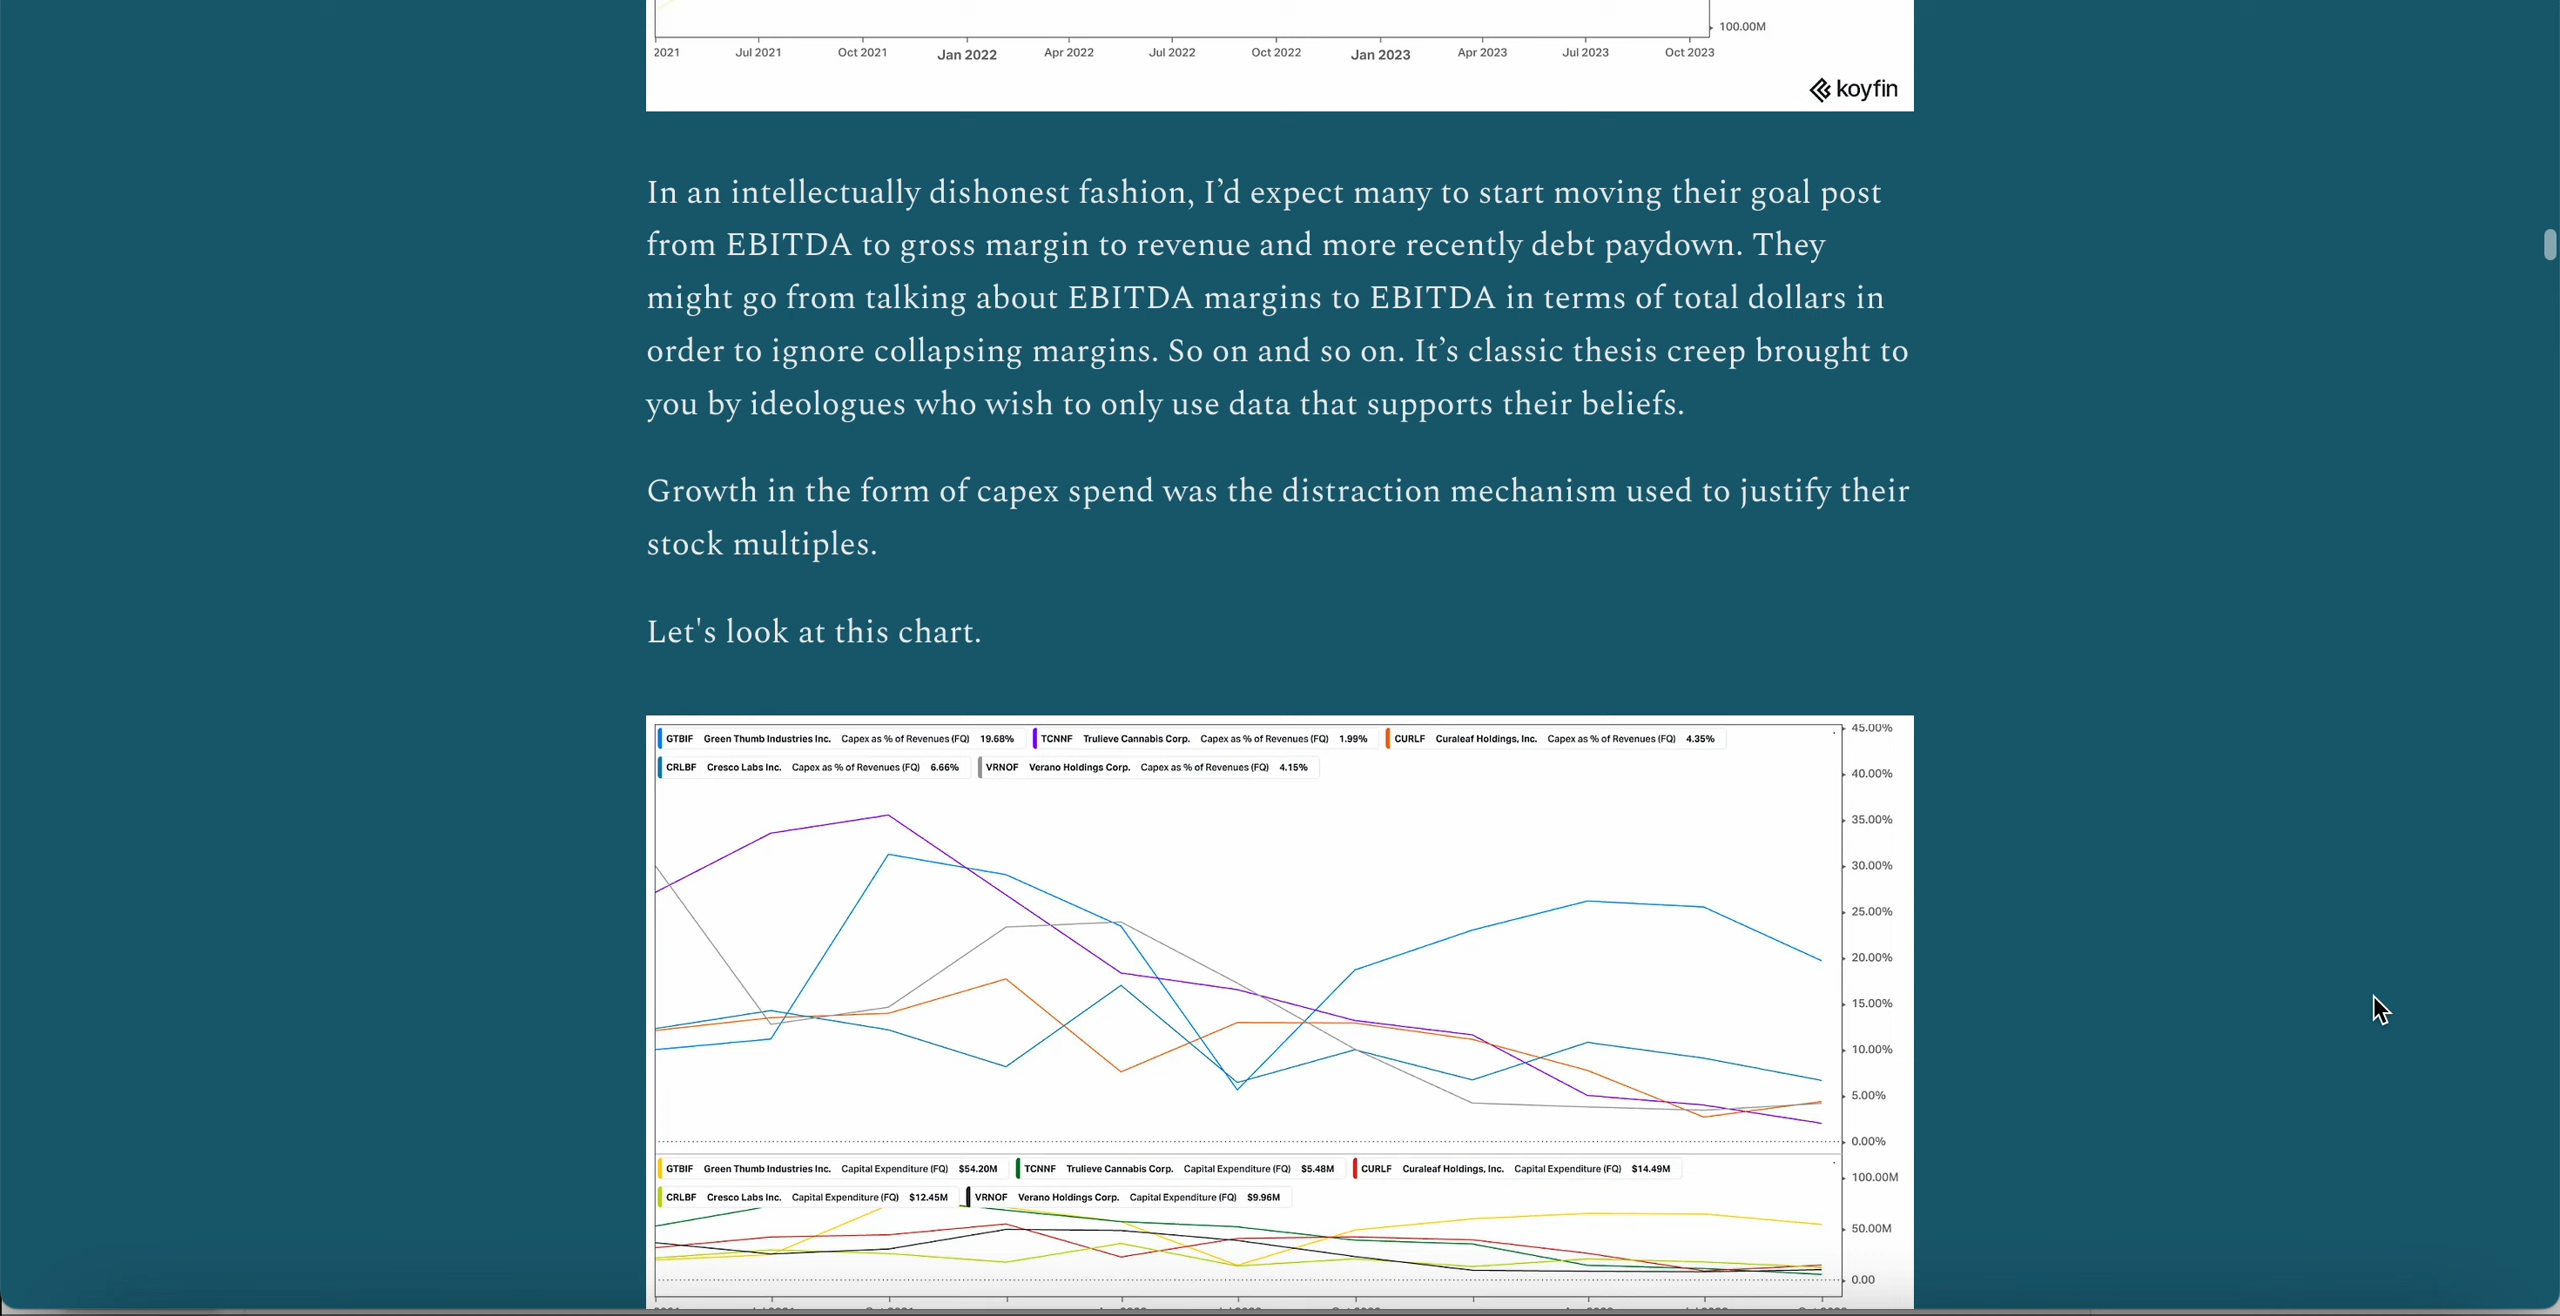 100.00M
2021 Jul 2021 Oct 2021 Jan 2022 Apr 2022 Jul 2022 Oct 2022 Jan 2023 Apr 2023 Jul 2023 Oct 2023
koyfin
In an intellectually dishonest fashion, I’d expect many to start moving their goal post
from EBITDA to gross margin to revenue and more recently debt paydown. They
might go from talking about EBITDA margins to EBITDA in terms of total dollars in
order to ignore collapsing margins. So on and so on. It’s classic thesis creep brought to
you by ideologues who wish to only use data that supports their beliefs.
Growth in the form of capex spend was the distraction mechanism used to justify their
stock multiples.
Let's look at this chart.
GTBIF Green Thumb Industries Inc. Capex as % of Revenues (FQ) 19.68% TCNNF Trulieve Cannabis Corp. Capex as % of Revenues (FQ) 1.99% CURLF Curaleaf Holdings, Inc. Capex as % of Revenues (FQ) 4.35%
CRLBF Cresco Labs Inc. Capex as % of Revenues (FQ) 6.66% VRNOF Verano Holdings Corp. Capex as % of Revenues (FQ) 4.15%
45.00%
40.00%
35.00%
30.00%
25.00%
20.00%
15.00%
10.00%
5.00%
0.00%
GTBIF Green Thumb Industries Inc. Capital Expenditure (FQ) $54.20M TCNNF Trulieve Cannabis Corp. Capital Expenditure (FQ) $5.48M CURLF Curaleaf Holdings, Inc. Capital Expenditure (FQ) $14.49M
CRLBF Cresco Labs Inc. Capital Expenditure (FQ) $12.45M VRNOF Verano Holdings Corp. Capital Expenditure (FQ) $9.96M
100.00M
50.00M
0.00